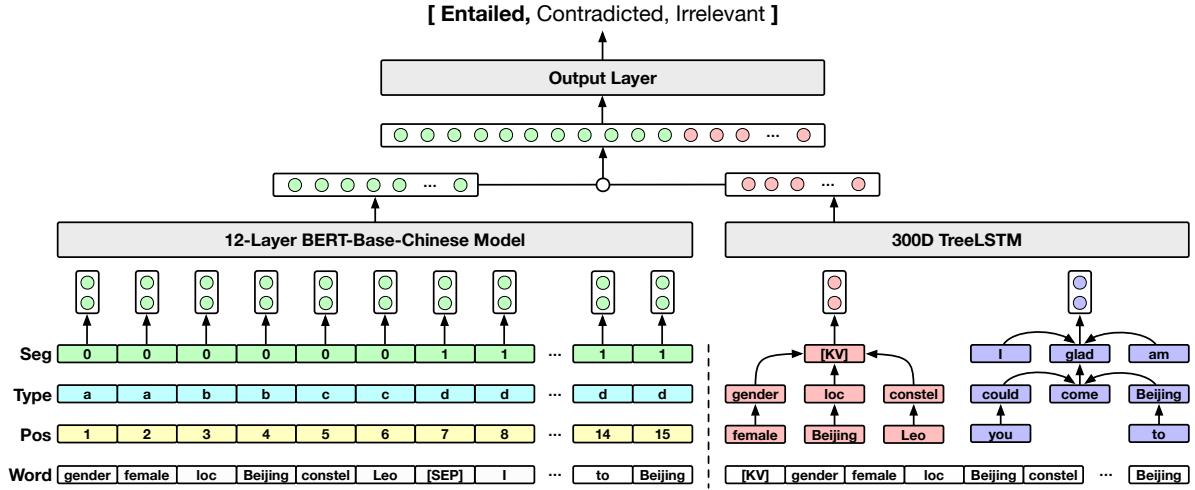 [ Entailed, Contradicted, Irrelevant ]
Output Layer
...
... ...
12-Layer BERT-Base-Chinese Model 300D TreeLSTM
Seg 0 0 0 0 0 0 1 1 ... 1 1 [KV] I glad am
Type a a b b c c d d ... d d gender loc constel could come Beijing
Pos 1 2 3 4 5 6 7 8 ... 14 15 female Beijing Leo you to
Word gender female loc Beijing constel Leo [SEP] I ... to Beijing [KV] gender female loc Beijing constel ... Beijing